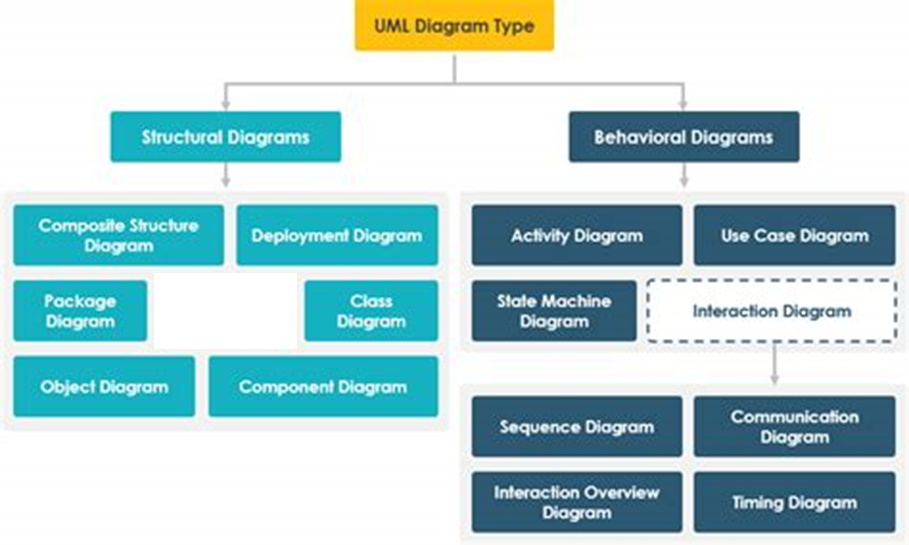 UML Diagram Type
Structural Diagrams
Behavioral Diagrams
Composite Structure
Diagram
Deployment Diagram
Package
Diagram
Class
Diagram
Object Diagram
Component Diagram
Activity Diagram
Use Case Diagram
State Machine
Diagram
Interaction Diagram
Sequence Diagram
Communication
Diagram
Interaction Overview
Diagram
Timing Diagram